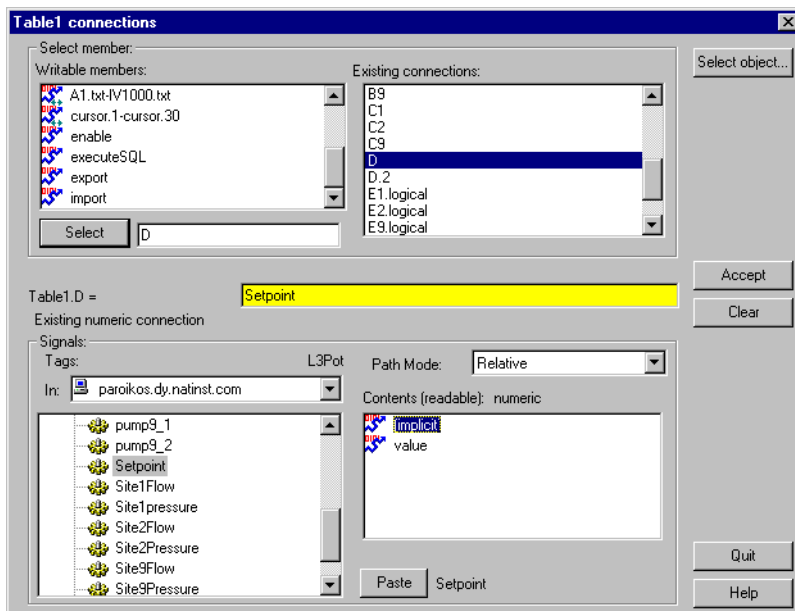 Table1 connections
Select member:
Writable members:
A1.txt-IV1000.txt
cursor.1-cursor.30
enable
executeSQL
export
import
Select
D
Existing connections:
B9
C1
C2
C9
D
D.2
E1.logical
E2.logical
E9.logical
Select object...
Accept
Clear
Table1.D =
Setpoint
Existing numeric connection
Signals:
Tags:
L3Pot
In:
paroikos.dy.natinst.com
pump9_1
pump9_2
Setpoint
Site1Flow
Site1pressure
Site2Flow
Site2Pressure
Site9Flow
Site9Pressure
Path Mode:
Relative
Contents (readable): numeric
implicit
value
Paste
Setpoint
Quit
Help